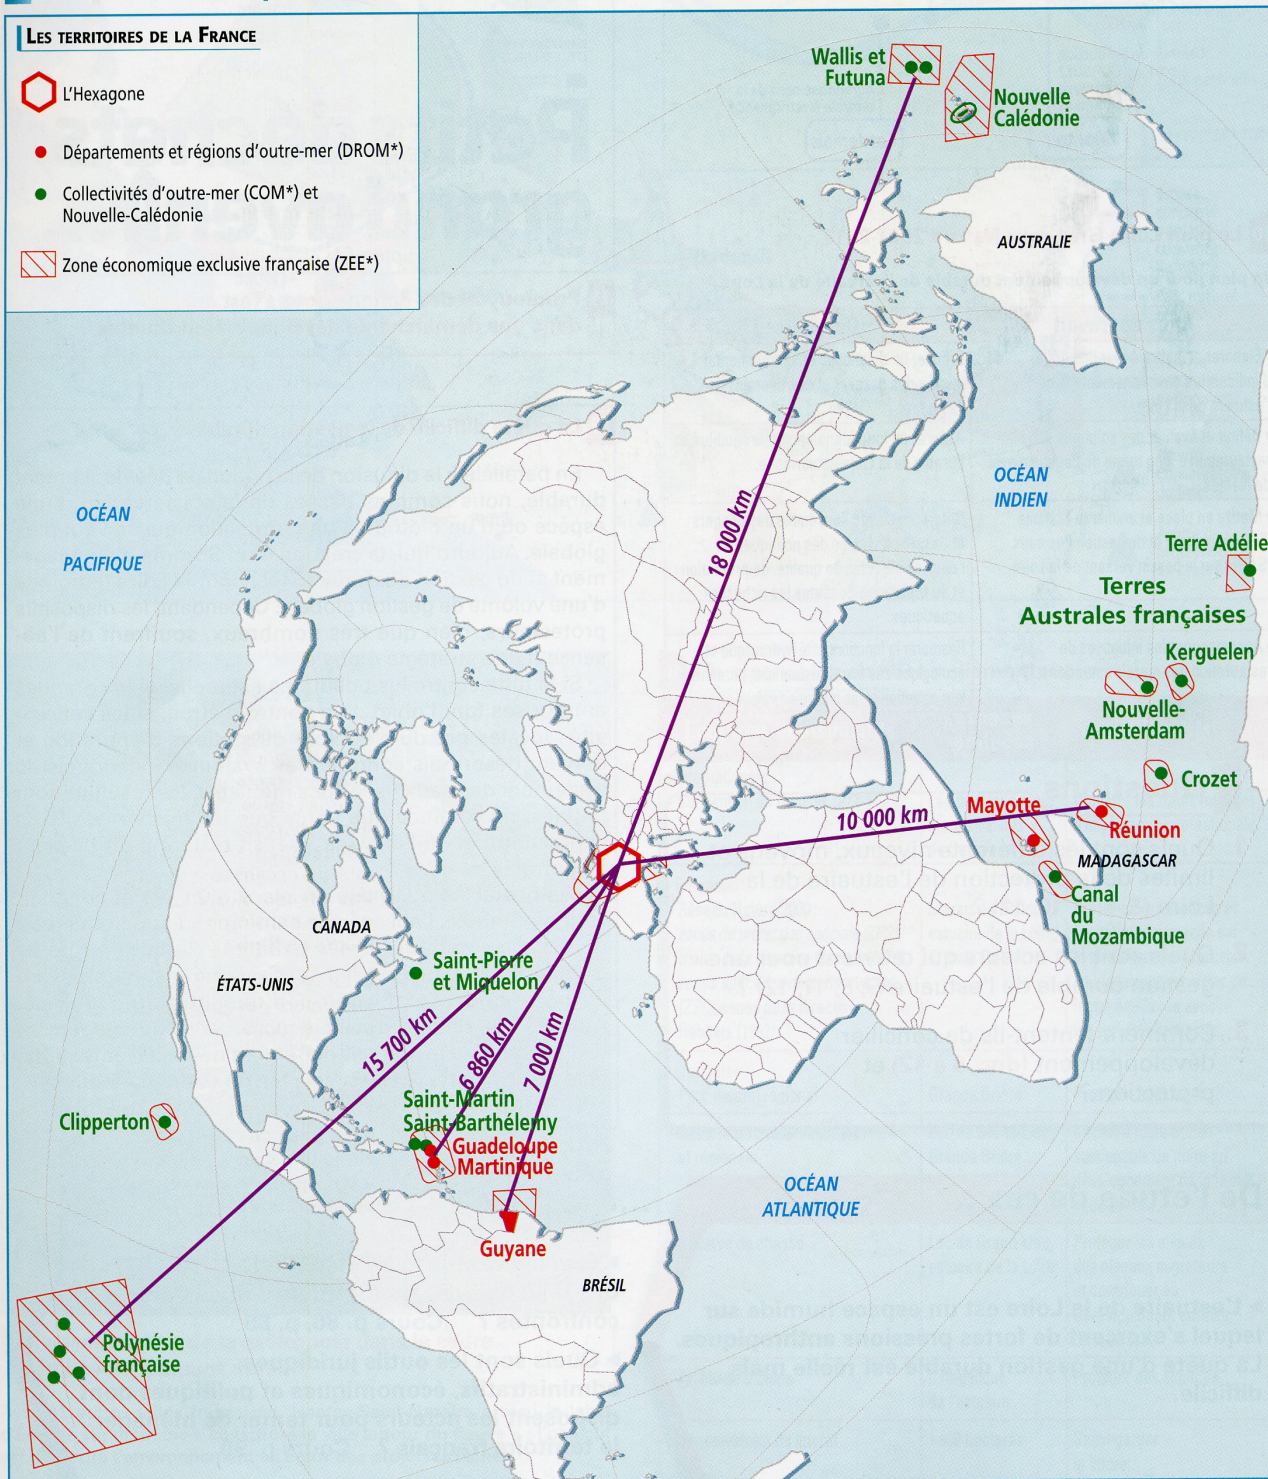 LES TERRITOIRES DE LA FRANCE
L'Hexagone
Départements et régions d'outre-mer (DROM*)
Collectivités d'outre-mer (COM*) et
Nouvelle-Calédonie
Zone économique exclusive française (ZEE*)
Wallis et
Futuna
Nouvelle
Calédonie
AUSTRALIE
OCÉAN
INDIEN
OCÉAN
PACIFIQUE
18 000 km
Terre Adélie
Terres
Australes françaises
Kerguelen
Nouvelle-
Amsterdam
Crozet
Mayotte
10 000 km
Réunion
MADAGASCAR
Canal
du
Mozambique
CANADA
ÉTATS-UNIS
Saint-Pierre
et Miquelon
15 700 km
6 860 km
7 000 km
Saint-Martin
Saint-Barthélemy
Guadeloupe
Martinique
Clipperton
OCÉAN
ATLANTIQUE
Guyane
BRÉSIL
Polynésie
française